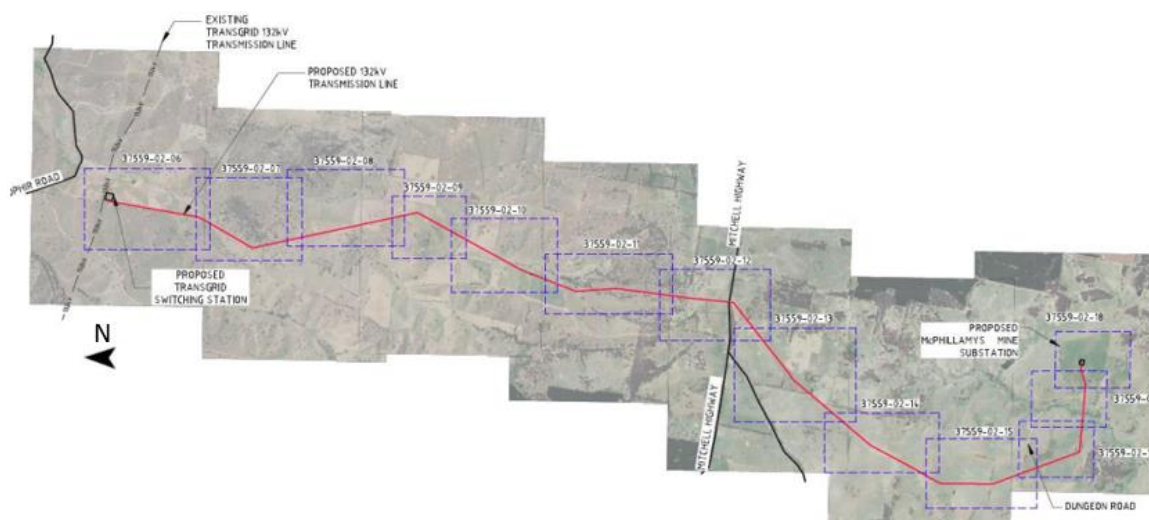 EXISTING
TRANSGRID 132kV
TRANSMISSION LINE
PROPOSED 132kV
TRANSMISSION LINE
37559-02-06
37559-02-07
37559-02-08
37559-02-09
37559-02-10
37559-02-11
37559-02-12
37559-02-13
37559-02-14
37559-02-15
37559-02-18
OPHIR ROAD
MITCHELL HIGHWAY
MITCHELL HIGHWAY
PROPOSED
TRANSGRID
SWITCHING STATION
N
PROPOSED
McPHILLAMYS MINE
SUBSTATION
DUNGEON ROAD